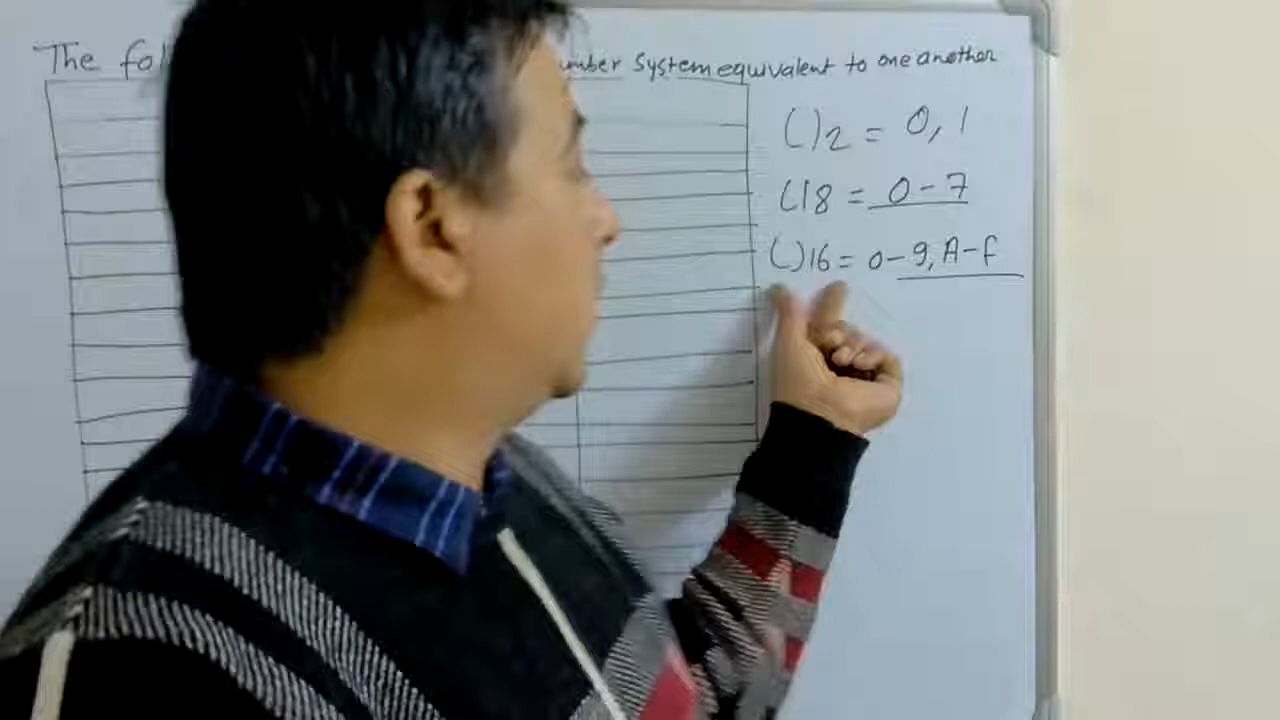 The fol umber System equivalent to one another
( )2 = 0, 1
( )8 = 0-7
( )16 = 0-9, A-F